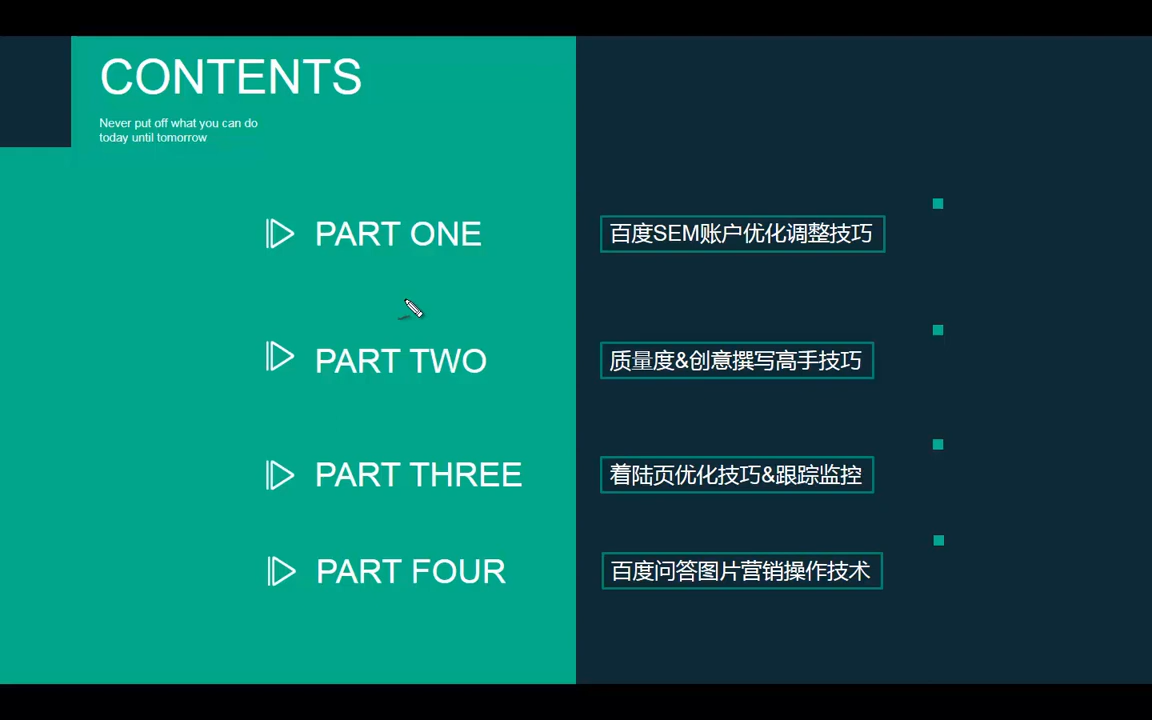 CONTENTS
Never put off what you can do
today until tomorrow
PART ONE
百度SEM账户优化调整技巧
PART TWO
质量度&创意撰写高手技巧
PART THREE
着陆页优化技巧&跟踪监控
PART FOUR
百度问答图片营销操作技术